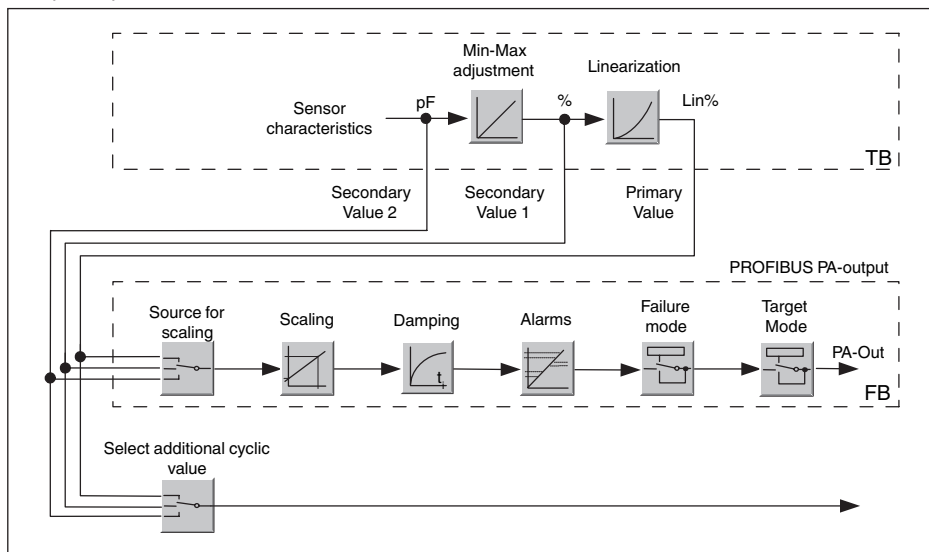 Min-Max
adjustment
Linearization
Sensor
characteristics
pF
%
Lin%
TB
Secondary
Value 2
Secondary
Value 1
Primary
Value
PROFIBUS PA-output
Source for
scaling
Scaling
Damping
Alarms
Failure
mode
Target
Mode
t
PA-Out
FB
Select additional cyclic
value